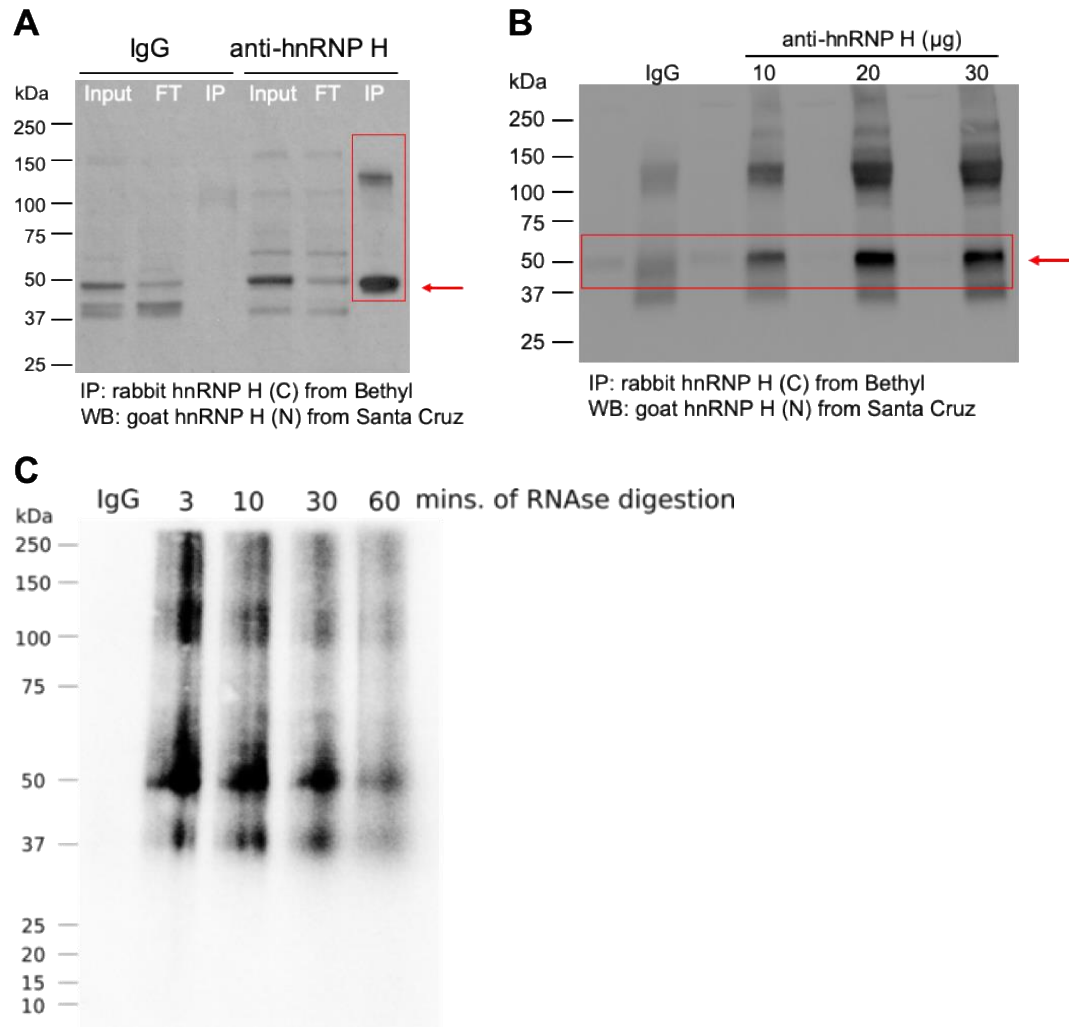 A
IgG anti-hnRNP H
kDa Input FT IP Input FT IP
250
150
100
75
50
37
25
IP: rabbit hnRNP H (C) from Bethyl
WB: goat hnRNP H (N) from Santa Cruz
B
anti-hnRNP H (µg)
kDa IgG 10 20 30
250
150
100
75
50
37
25
IP: rabbit hnRNP H (C) from Bethyl
WB: goat hnRNP H (N) from Santa Cruz
C
IgG 3 10 30 60 mins. of RNAse digestion
kDa
250
150
100
75
50
37
25
20
15
10